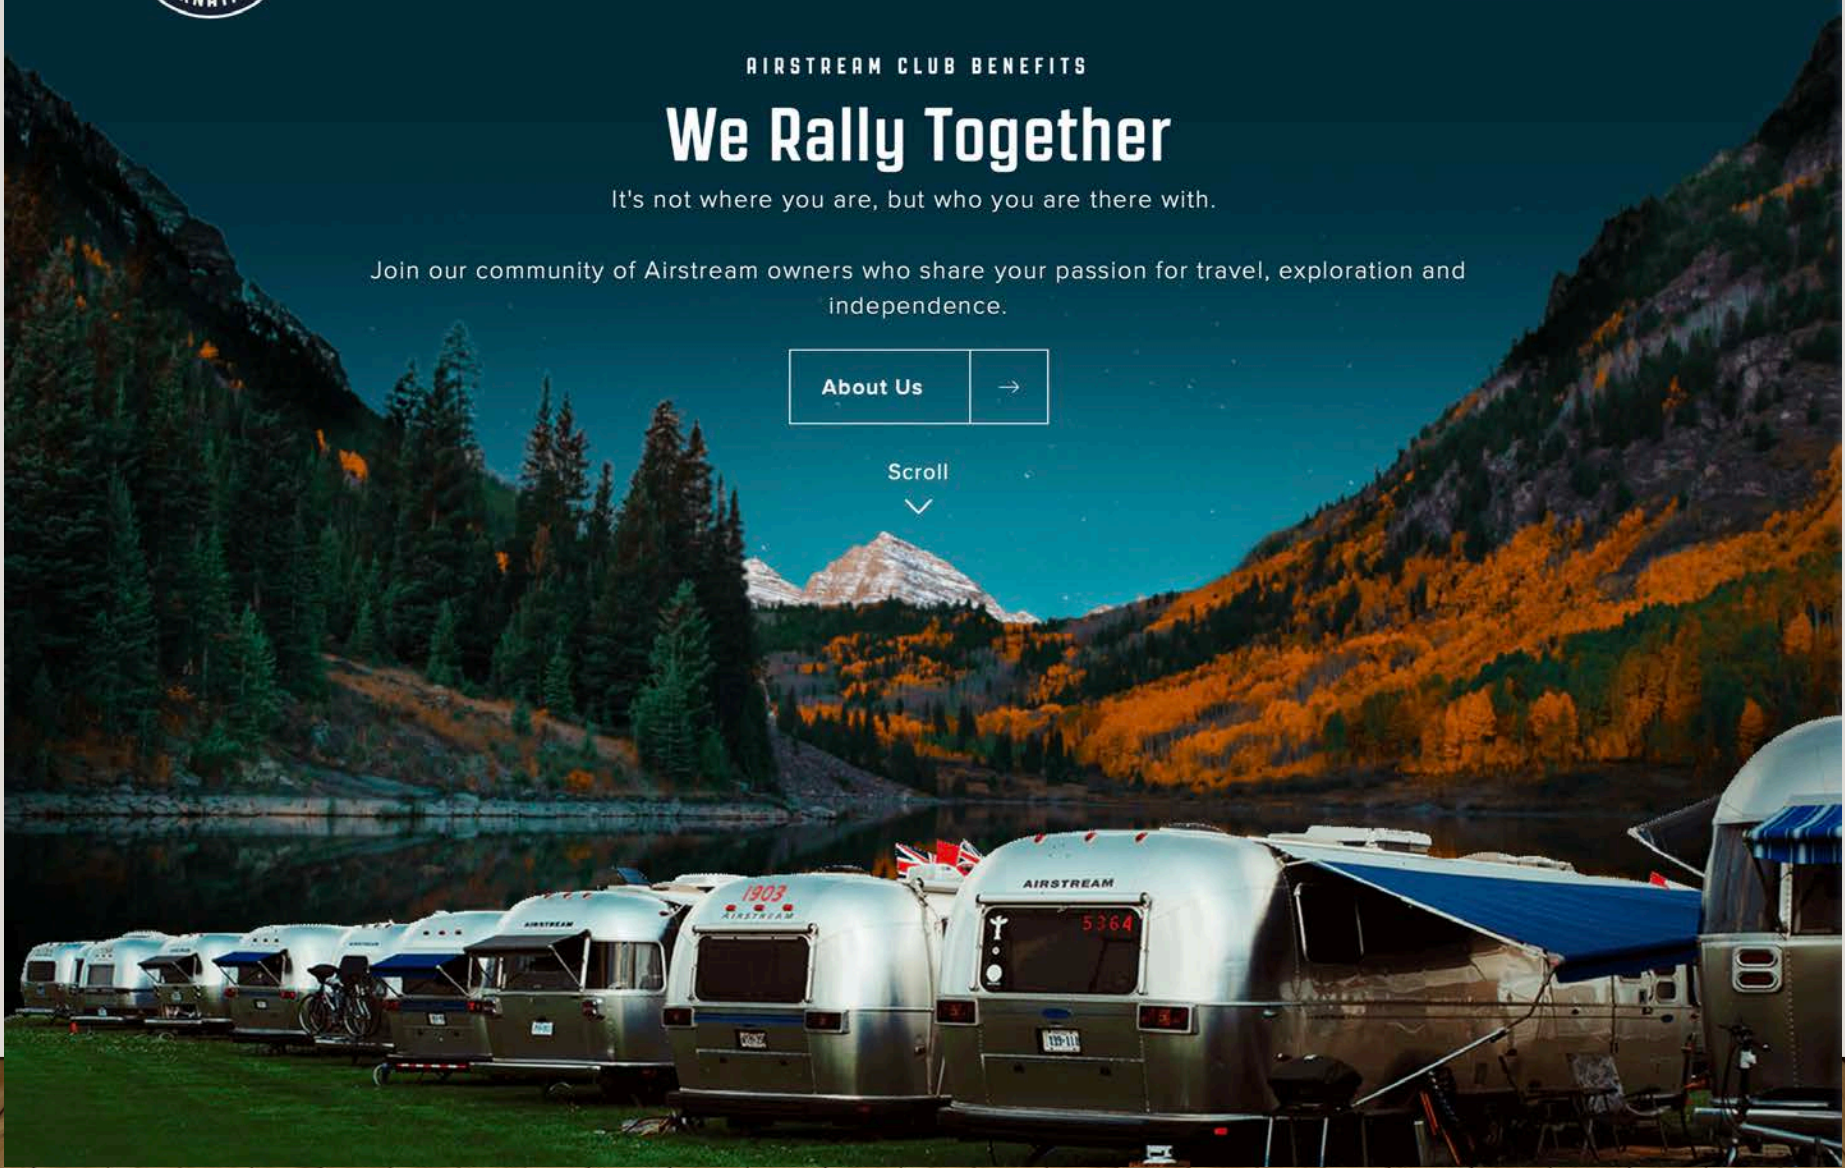 AIRSTREAM CLUB BENEFITS
We Rally Together
It's not where you are, but who you are there with.
Join our community of Airstream owners who share your passion for travel, exploration and
independence.
About Us
Scroll
AIRSTREAM
5364
1903
AIRSTREAM
AIRSTREAM